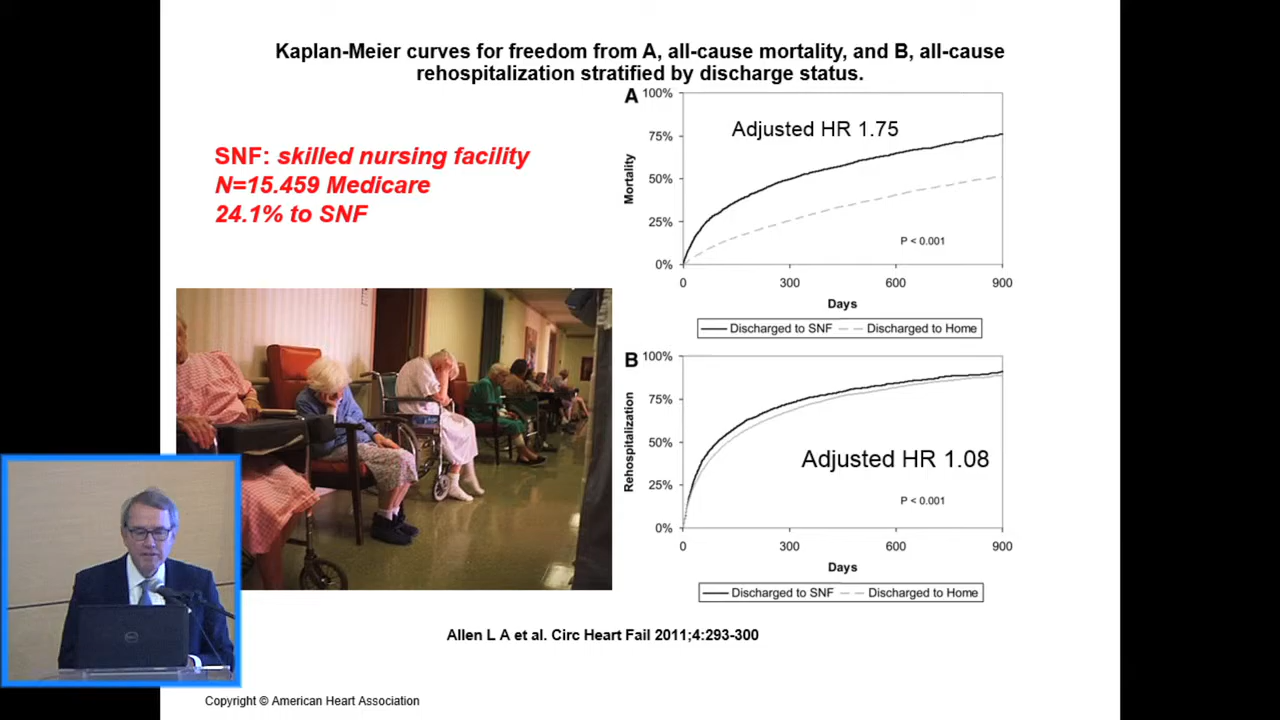 Kaplan-Meier curves for freedom from A, all-cause mortality, and B, all-cause
rehospitalization stratified by discharge status.
SNF: skilled nursing facility
N=15.459 Medicare
24.1% to SNF
A
100%
75%
50%
25%
0%
Mortality
Adjusted HR 1.75
P < 0.001
0 300 600 900
Days
Discharged to SNF Discharged to Home
B
100%
75%
50%
25%
0%
Rehospitalization
Adjusted HR 1.08
P < 0.001
0 300 600 900
Days
Discharged to SNF Discharged to Home
Allen L A et al. Circ Heart Fail 2011;4:293-300
Copyright © American Heart Association